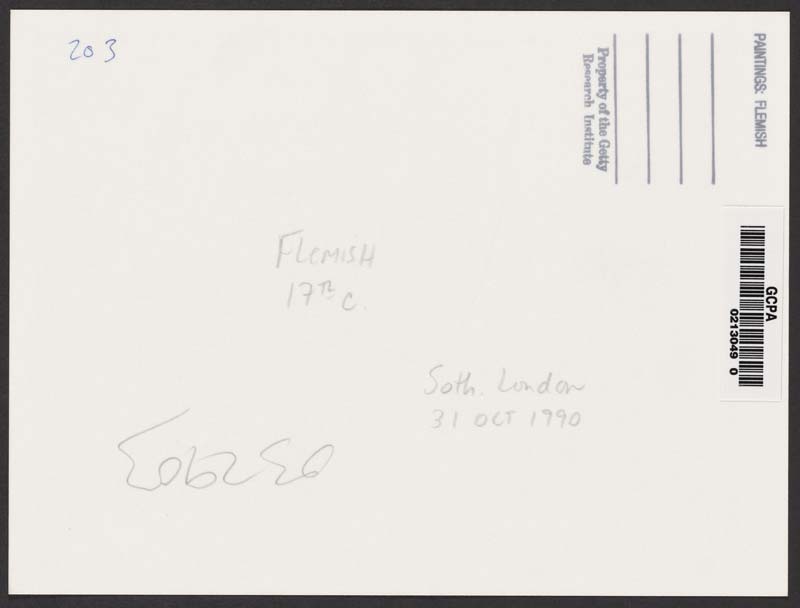 203
PAINTINGS: FLEMISH
Property of the Getty
Research Institute
FLEMISH
17TH C.
GCPA
0213049 0
Soth. London
31 OCT 1990